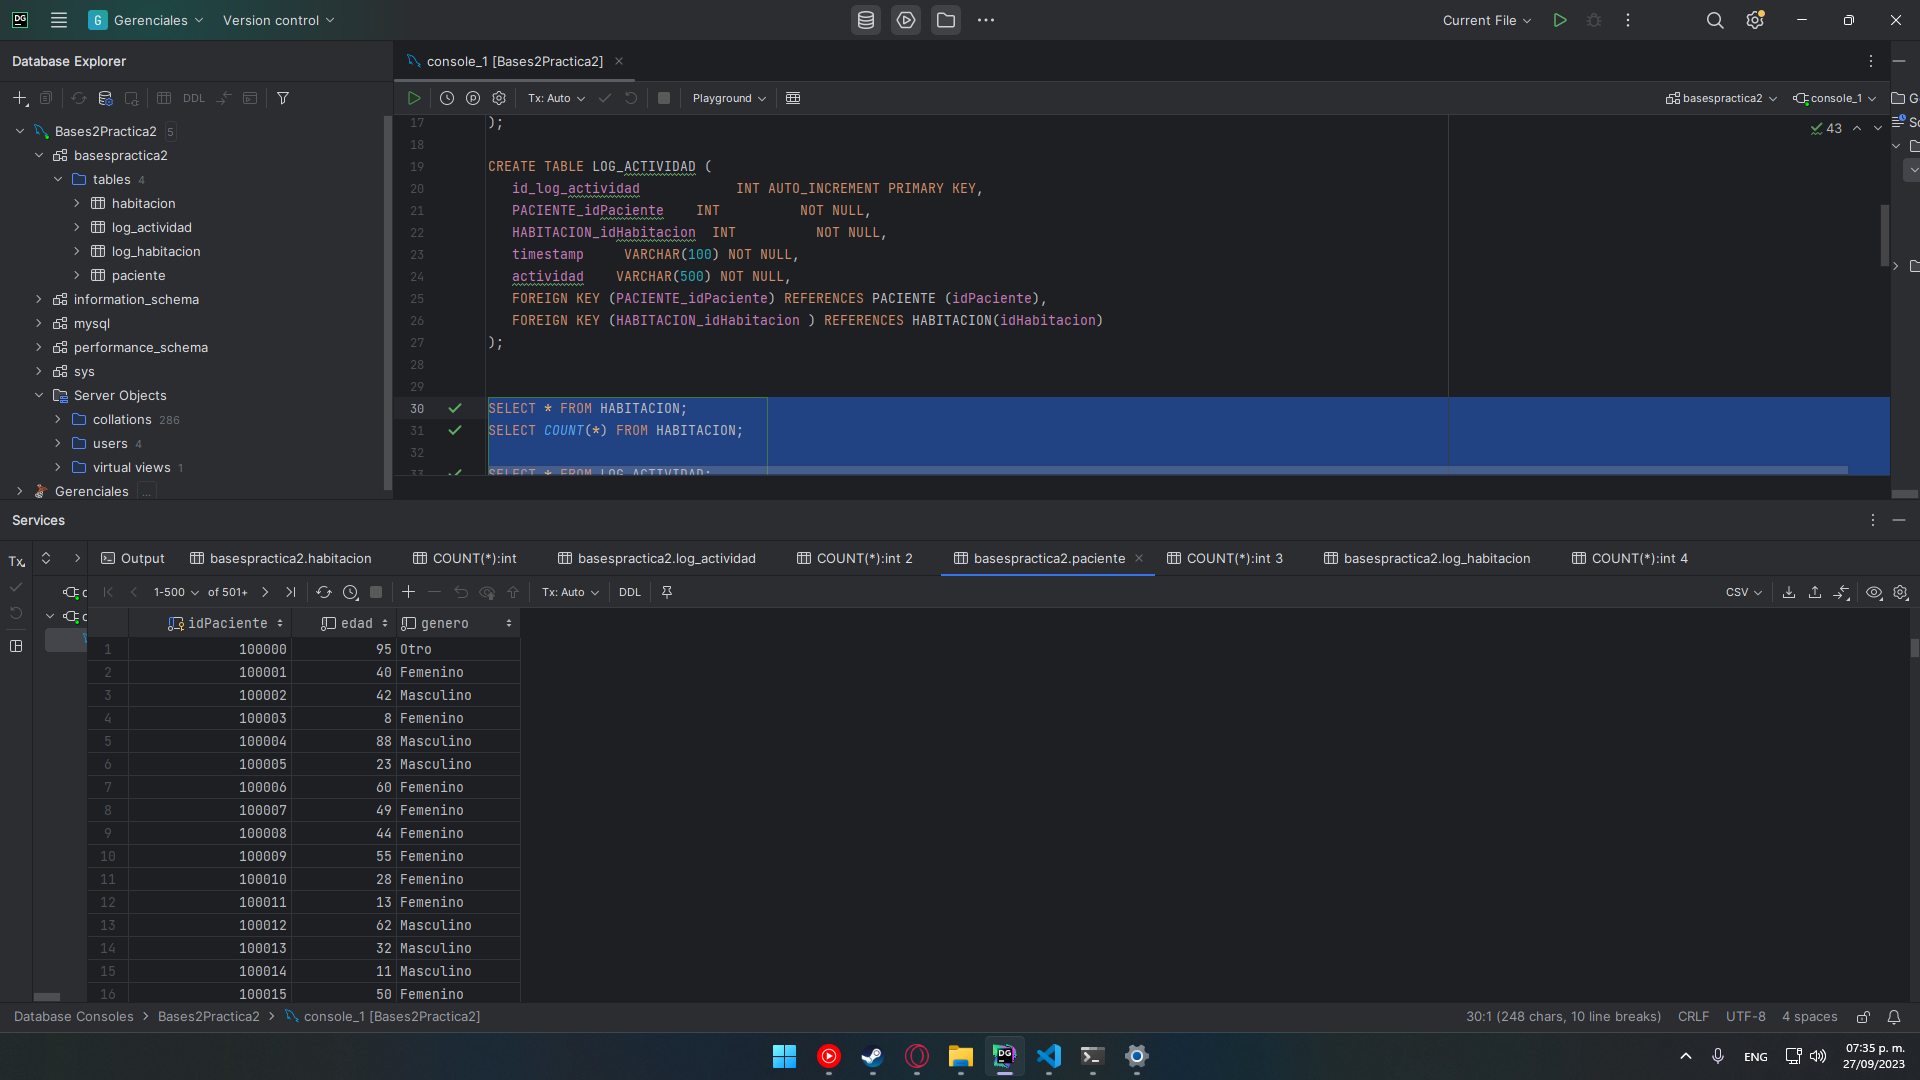 DG G Gerenciales Version control Current File
Database Explorer
console_1 [Bases2Practica2]
DDL Tx: Auto Playground basespractica2 console_1
Bases2Practica2 5
basespractica2
tables 4
habitacion
log_actividad
log_habitacion
paciente
information_schema
mysql
performance_schema
sys
Server Objects
collations 286
users 4
virtual views 1
Gerenciales ...
43
17 );
18
19 CREATE TABLE LOG_ACTIVIDAD (
20 id_log_actividad INT AUTO_INCREMENT PRIMARY KEY,
21 PACIENTE_idPaciente INT NOT NULL,
22 HABITACION_idHabitacion INT NOT NULL,
23 timestamp VARCHAR(100) NOT NULL,
24 actividad VARCHAR(500) NOT NULL,
25 FOREIGN KEY (PACIENTE_idPaciente) REFERENCES PACIENTE (idPaciente),
26 FOREIGN KEY (HABITACION_idHabitacion ) REFERENCES HABITACION(idHabitacion)
27 );
28
29
30 SELECT * FROM HABITACION;
31 SELECT COUNT(*) FROM HABITACION;
32
33 SELECT * FROM LOG_ACTIVIDAD;
Services
Tx Output basespractica2.habitacion COUNT(*):int basespractica2.log_actividad COUNT(*):int 2 basespractica2.paciente COUNT(*):int 3 basespractica2.log_habitacion COUNT(*):int 4
1-500 of 501+ Tx: Auto DDL CSV
idPaciente edad genero
1 100000 95 Otro
2 100001 40 Femenino
3 100002 42 Masculino
4 100003 8 Femenino
5 100004 88 Masculino
6 100005 23 Masculino
7 100006 60 Femenino
8 100007 49 Femenino
9 100008 44 Femenino
10 100009 55 Femenino
11 100010 28 Femenino
12 100011 13 Femenino
13 100012 62 Masculino
14 100013 32 Masculino
15 100014 11 Masculino
16 100015 50 Femenino
Database Consoles > Bases2Practica2 > console_1 [Bases2Practica2] 30:1 (248 chars, 10 line breaks) CRLF UTF-8 4 spaces
DG ENG 07:35 p. m.
27/09/2023